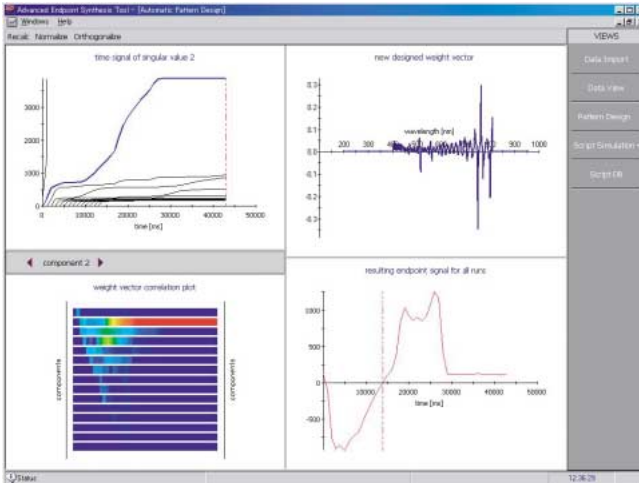 Advanced Endpoint Synthesis Tool - [Automatic Pattern Design]
Windows Help
Recall Normalize Orthogonalize
VIEWS
Data Import
Data View
Pattern Design
Script Simulation
Script DB
time signal of singular value 2
3000
2000
1000
0
0 10000 20000 30000 40000 50000
time [ms]
new designed weight vector
0.3
0.2
0.1
0.0
-0.1
-0.2
-0.3
wavelength [nm]
200 300 400 500 600 700 800 900 1000
component 2
weight vector correlation plot
components
components
resulting endpoint signal for all runs
1000
500
0
-500
10000 20000 30000 40000 50000
time [ms]
Status
12:36:29